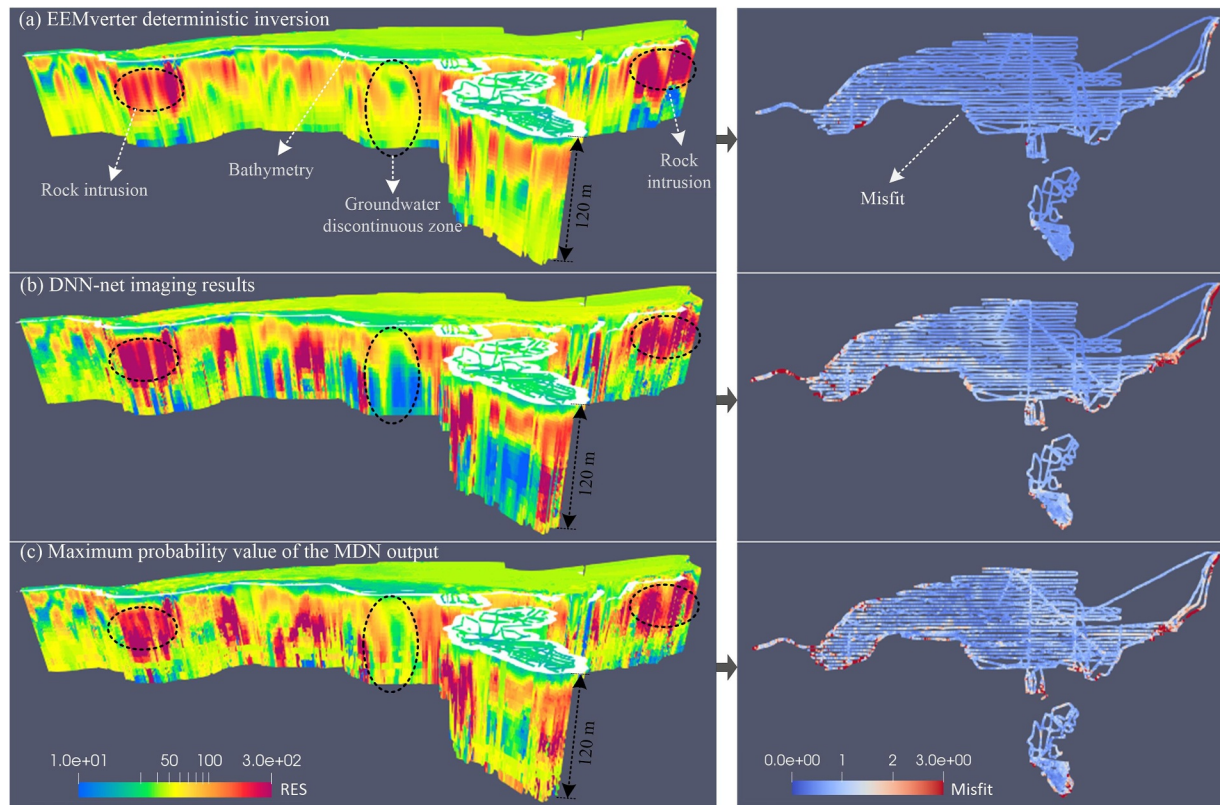 (a) EEMverter deterministic inversion
Rock intrusion
Bathymetry
Groundwater
discontinuous zone
120 m
Rock
intrusion
Misfit
(b) DNN-net imaging results
120 m
(c) Maximum probability value of the MDN output
120 m
1.0e+01 50 100 3.0e+02
RES
0.0e+00 1 2 3.0e+00
Misfit